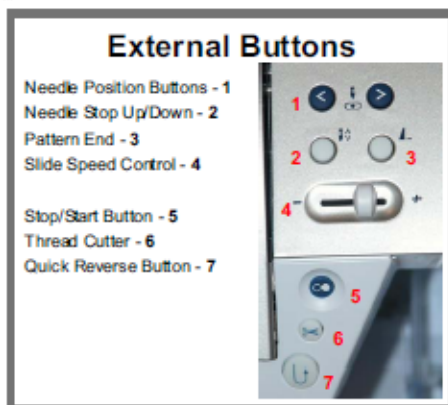 External Buttons
Needle Position Buttons - 1
Needle Stop Up/Down - 2
Pattern End - 3
Slide Speed Control - 4
Stop/Start Button - 5
Thread Cutter - 6
Quick Reverse Button - 7
1
2
3
4
- +
5
6
7